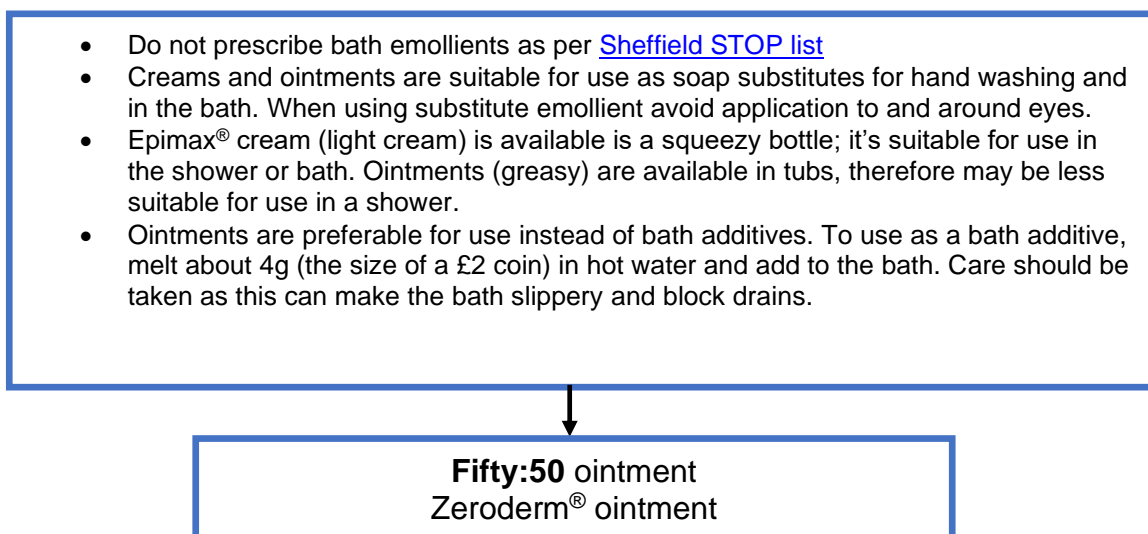 • Do not prescribe bath emollients as per Sheffield STOP list
• Creams and ointments are suitable for use as soap substitutes for hand washing and
in the bath. When using substitute emollient avoid application to and around eyes.
• Epimax® cream (light cream) is available is a squeezy bottle; it's suitable for use in
the shower or bath. Ointments (greasy) are available in tubs, therefore may be less
suitable for use in a shower.
• Ointments are preferable for use instead of bath additives. To use as a bath additive,
melt about 4g (the size of a £2 coin) in hot water and add to the bath. Care should be
taken as this can make the bath slippery and block drains.
Fifty:50 ointment
Zeroderm® ointment